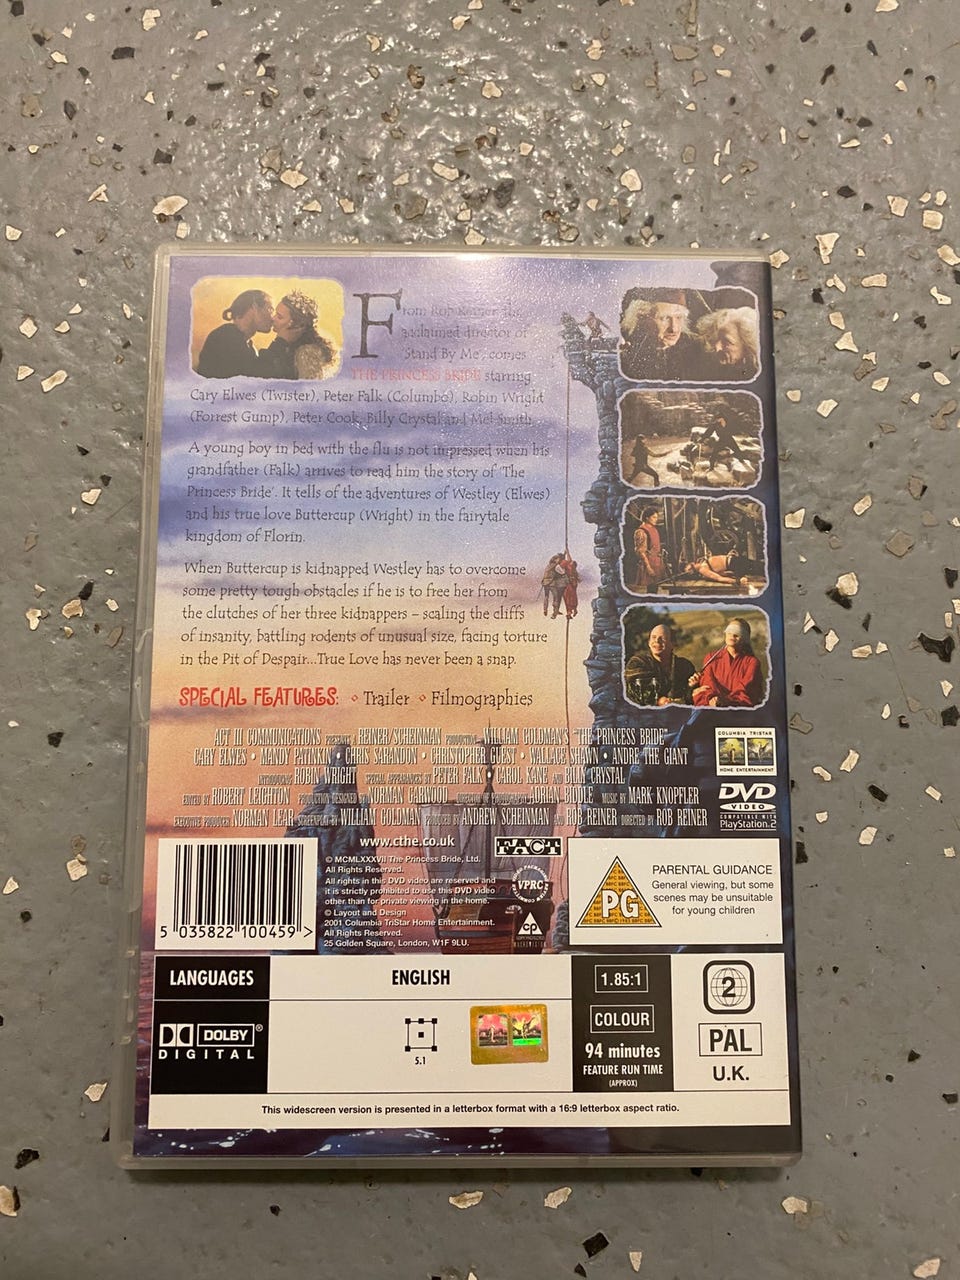 From Rob Reiner, the
acclaimed director of
'Stand By Me', comes
THE PRINCESS BRIDE starring
Cary Elwes (Twister), Peter Falk (Columbo), Robin Wright
(Forrest Gump), Peter Cook, Billy Crystal and Mel Smith.
A young boy in bed with the flu is not impressed when his
grandfather (Falk) arrives to read him the story of 'The
Princess Bride'. It tells of the adventures of Westley (Elwes)
and his true love Buttercup (Wright) in the fairytale
kingdom of Florin.
When Buttercup is kidnapped Westley has to overcome
some pretty tough obstacles if he is to free her from
the clutches of her three kidnappers – scaling the cliffs
of insanity, battling rodents of unusual size, facing torture
in the Pit of Despair...True Love has never been a snap.
SPECIAL FEATURES: ⬦ Trailer ⬦ Filmographies
ACT III COMMUNICATIONS PRESENTS A REINER/SCHEINMAN PRODUCTION WILLIAM GOLDMAN'S "THE PRINCESS BRIDE"
CARY ELWES • MANDY PATINKIN • CHRIS SARANDON • CHRISTOPHER GUEST • WALLACE SHAWN • ANDRE THE GIANT
INTRODUCING ROBIN WRIGHT SPECIAL APPEARANCES BY PETER FALK • CAROL KANE AND BILLY CRYSTAL
EDITED BY ROBERT LEIGHTON PRODUCTION DESIGNED BY NORMAN GARWOOD DIRECTOR OF PHOTOGRAPHY ADRIAN BIDDLE MUSIC BY MARK KNOPFLER
EXECUTIVE PRODUCER NORMAN LEAR SCREENPLAY BY WILLIAM GOLDMAN PRODUCED BY ANDREW SCHEINMAN AND ROB REINER DIRECTED BY ROB REINER
COLUMBIA TRISTAR
HOME ENTERTAINMENT
DVD
VIDEO
COMPATIBLE WITH
PlayStation.2
www.cthe.co.uk
FACT
© MCMLXXXVII The Princess Bride, Ltd.
All Rights Reserved.
All rights in this DVD video are reserved and
it is strictly prohibited to use this DVD video
other than for private viewing in the home.
© Layout and Design
2001 Columbia TriStar Home Entertainment.
All Rights Reserved.
25 Golden Square, London, W1F 9LU.
VPRC
CP
COPY PROTECTED
MACROVISION
PG
PARENTAL GUIDANCE
General viewing, but some
scenes may be unsuitable
for young children
5 035822 100459 >
LANGUAGES
ENGLISH
DOLBY®
DIGITAL
5.1
1.85:1
COLOUR
94 minutes
FEATURE RUN TIME
(APPROX)
2
PAL
U.K.
This widescreen version is presented in a letterbox format with a 16:9 letterbox aspect ratio.